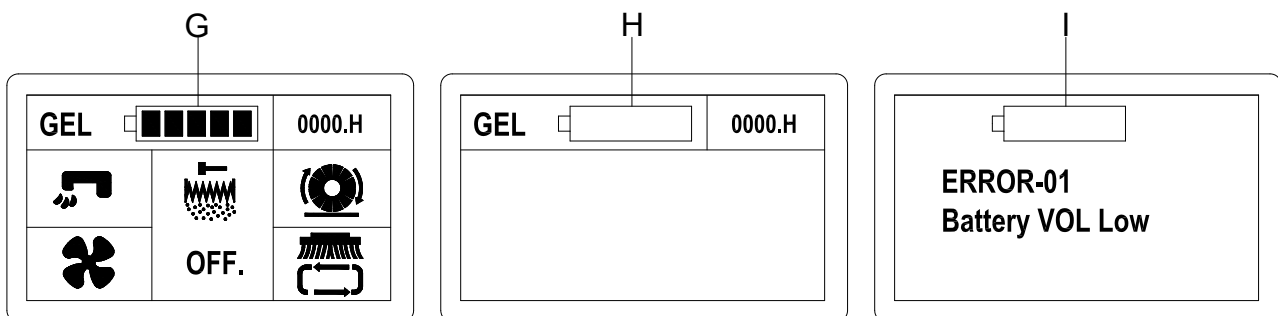 G
H
I
GEL
0000.H
OFF.
GEL
0000.H
ERROR-01
Battery VOL Low